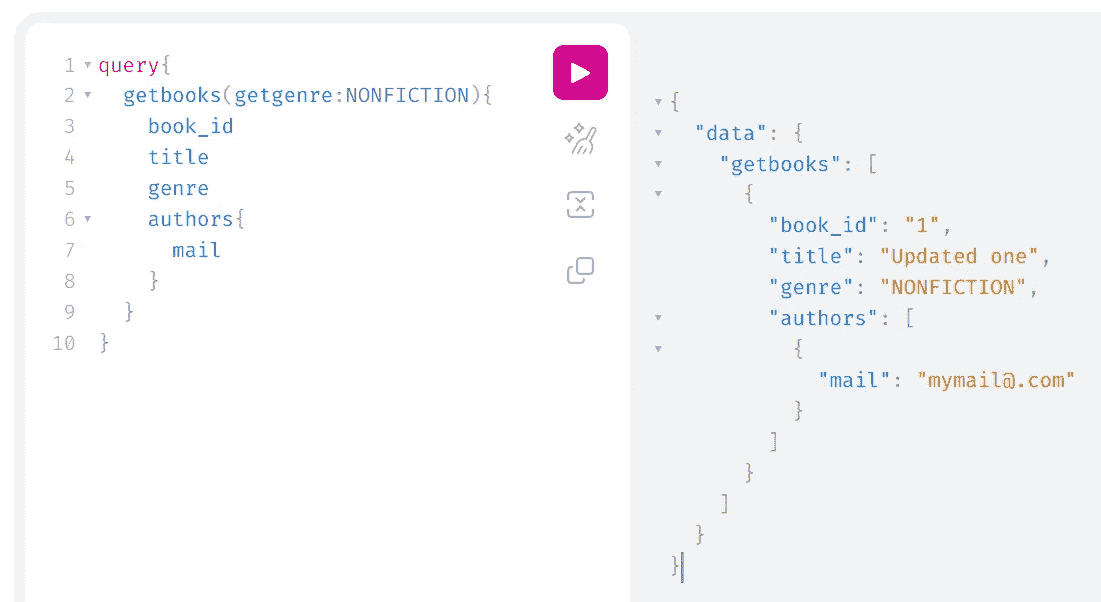 1 query{
2 getbooks(getgenre:NONFICTION){
3 book_id
4 title
5 genre
6 authors{
7 mail
8 }
9 }
10 }
{
"data": {
"getbooks": [
{
"book_id": "1",
"title": "Updated one",
"genre": "NONFICTION",
"authors": [
{
"mail": "mymail@.com"
}
]
}
]
}
}